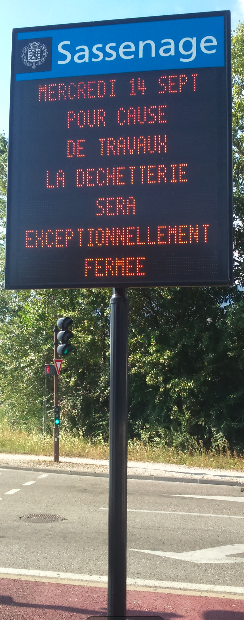 Sassenage
MERCREDI 14 SEPT
POUR CAUSE
DE TRAVAUX
LA DECHETTERIE
SERA
EXCEPTIONNELLEMENT
FERMEE